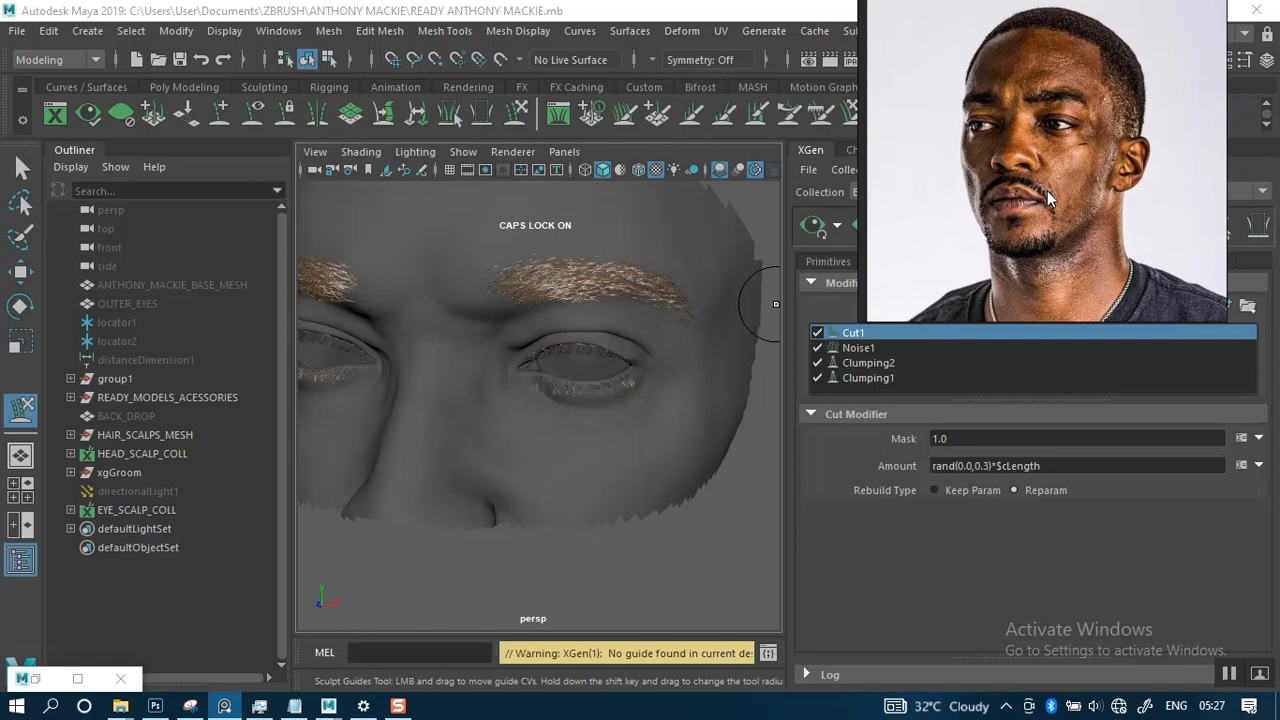 Autodesk Maya 2019: C:\Users\User\Documents\ZBRUSH\ANTHONY MACKIE\READY ANTHONY MACKIE.mb
File Edit Create Select Modify Display Windows Mesh Edit Mesh Mesh Tools Mesh Display Curves Surfaces Deform UV Generate Cache
Modeling No Live Surface Symmetry: Off
Curves / Surfaces Poly Modeling Sculpting Rigging Animation Rendering FX FX Caching Custom Bifrost MASH Motion Graph
Outliner
Display Show Help
Search...
persp
top
front
side
ANTHONY_MACKIE_BASE_MESH
OUTER_EYES
locator1
locator2
distanceDimension1
group1
READY_MODELS_ACESSORIES
BACK_DROP
HAIR_SCALPS_MESH
HEAD_SCALP_COLL
xgGroom
directionalLight1
EYE_SCALP_COLL
defaultLightSet
defaultObjectSet
View Shading Lighting Show Renderer Panels
CAPS LOCK ON
persp
XGen
File
Collection
Primitives
Cut1
Noise1
Clumping2
Clumping1
Cut Modifier
Mask 1.0
Amount rand(0.0,0.3)*$cLength
Rebuild Type Keep Param Reparam
Activate Windows
Go to Settings to activate Windows.
MEL // Warning: XGen(1): No guide found in current de
Log
Sculpt Guides Tool: LMB and drag to move guide CVs. Hold down the shift key and drag to change the tool radiu
32°C Cloudy ENG 05:27